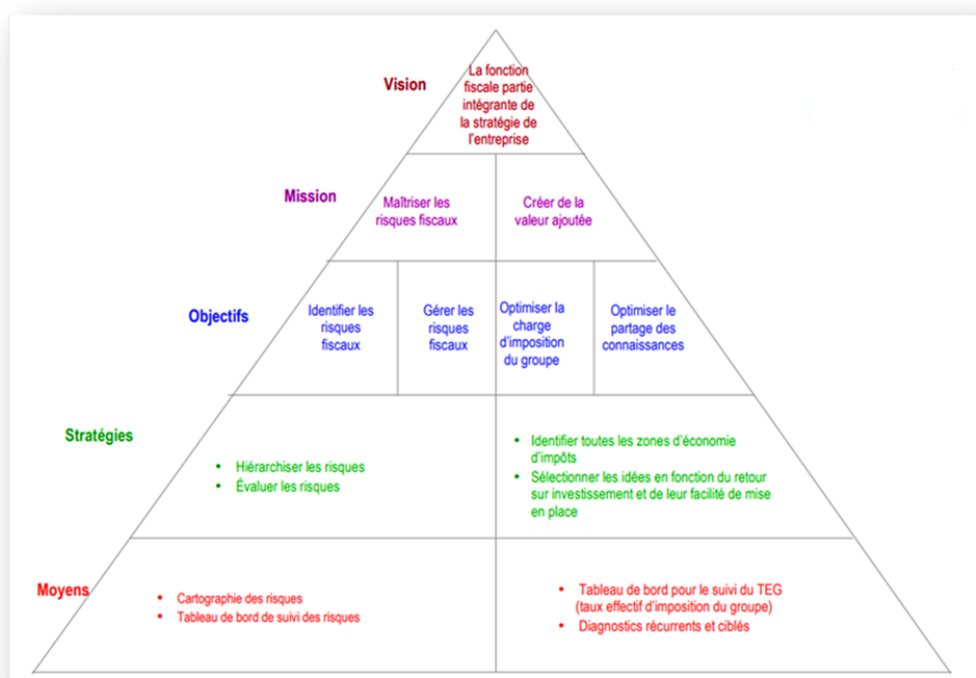 Vision
La fonction
fiscale partie
intégrante de
la stratégie de
l'entreprise
Mission
Maîtriser les
risques fiscaux
Créer de la
valeur ajoutée
Objectifs
Identifier les
risques
fiscaux
Gérer les
risques
fiscaux
Optimiser la
charge
d'imposition
du groupe
Optimiser le
partage des
connaissances
Stratégies
• Hiérarchiser les risques
• Évaluer les risques
• Identifier toutes les zones d'économie
d'impôts
• Sélectionner les idées en fonction du retour
sur investissement et de leur facilité de mise
en place
Moyens
• Cartographie des risques
• Tableau de bord de suivi des risques
• Tableau de bord pour le suivi du TEG
(taux effectif d'imposition du groupe)
• Diagnostics récurrents et ciblés